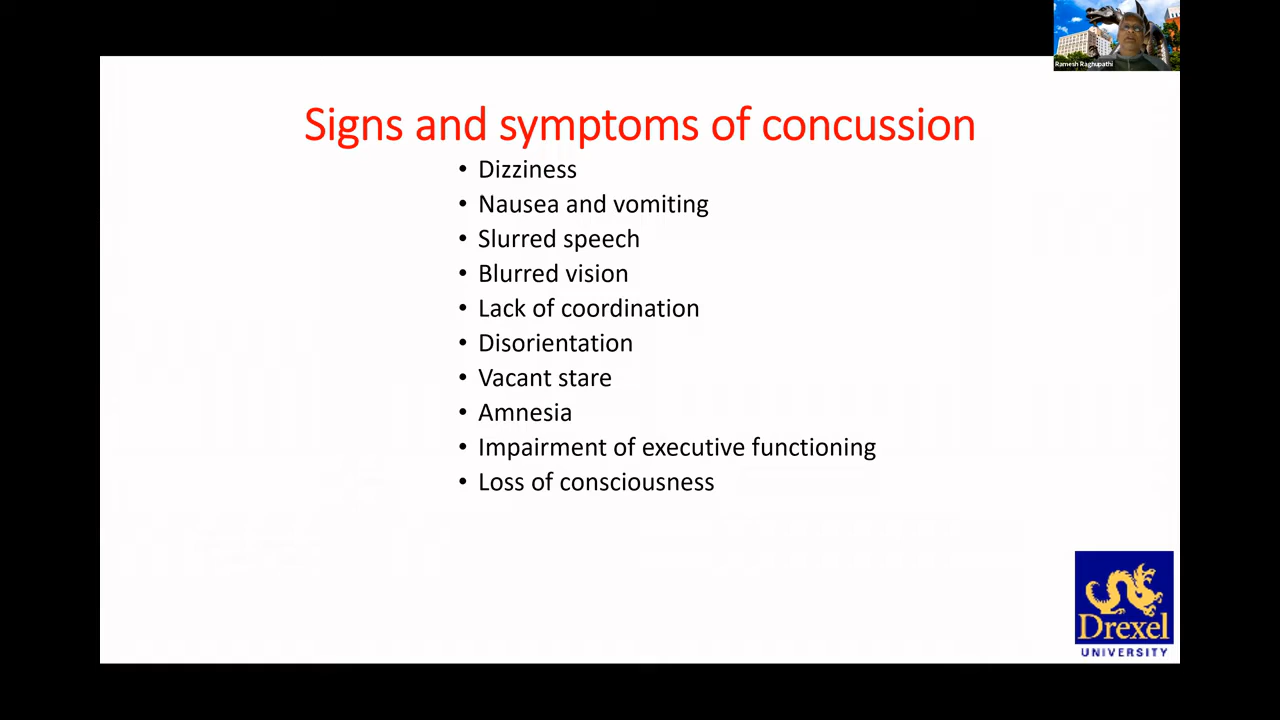 Ramesh Raghupathi
Signs and symptoms of concussion
• Dizziness
• Nausea and vomiting
• Slurred speech
• Blurred vision
• Lack of coordination
• Disorientation
• Vacant stare
• Amnesia
• Impairment of executive functioning
• Loss of consciousness
Drexel
UNIVERSITY